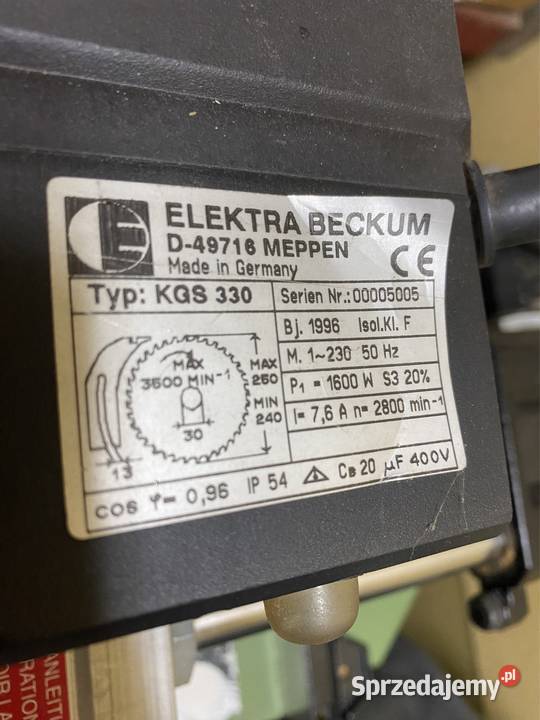 ELEKTRA BECKUM
D-49716 MEPPEN
Made in Germany
CE
Typ: KGS 330
Serien Nr.: 00005005
Bj. 1996 Isol.Kl. F
M. 1~230 50 Hz
P1 = 1600 W S3 20%
I= 7,6 A n= 2800 min-1
MAX
3500 MIN-1
30
13
MAX
250
MIN
240
cos φ= 0,96 IP 54 CB 20 µF 400V
ANLEIT
RATION
Sprzedajemy.pl